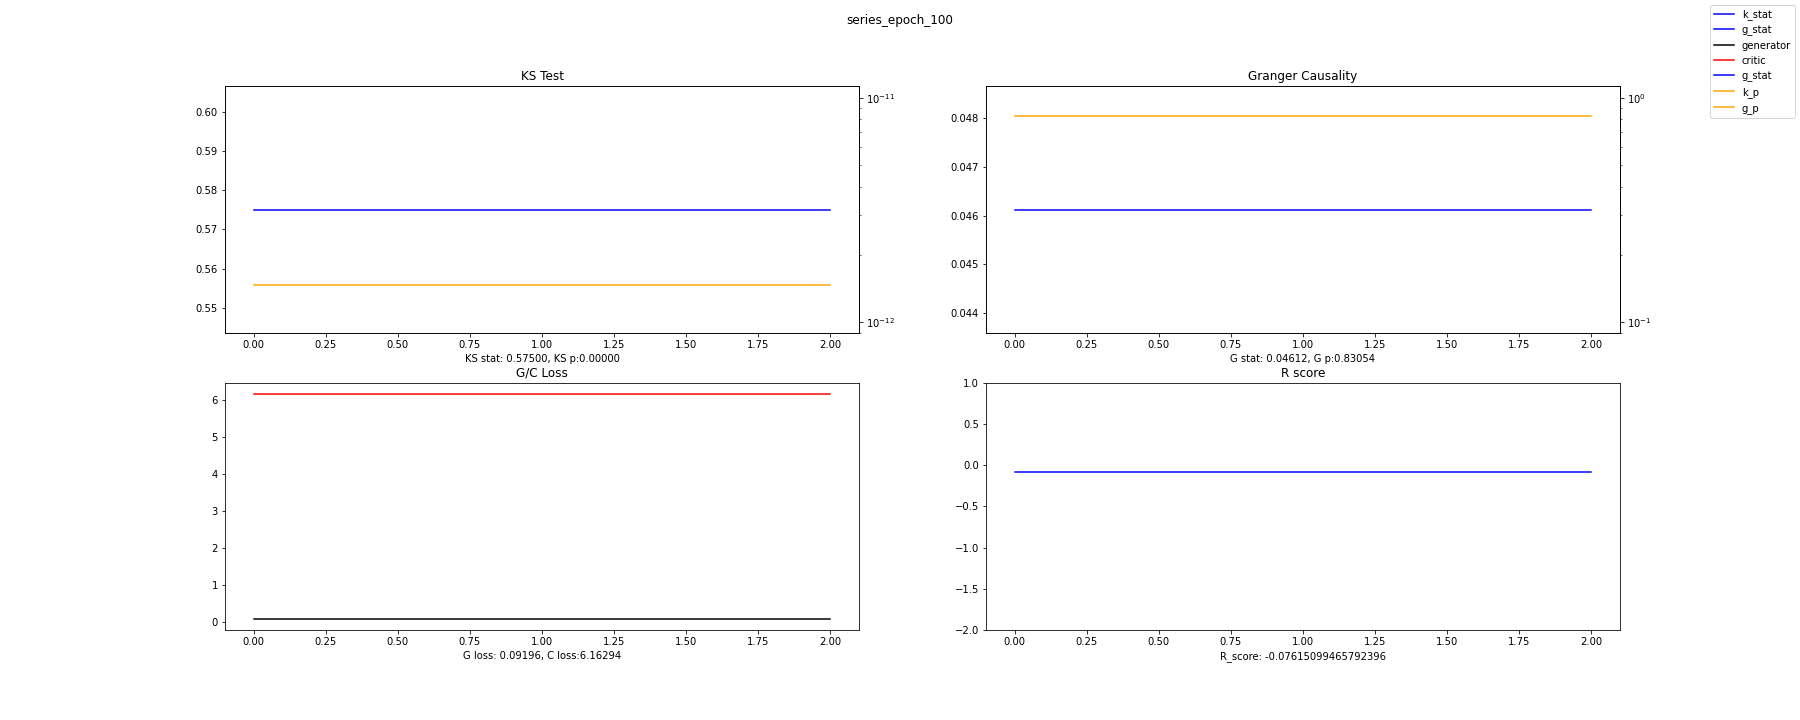 series_epoch_100
k_stat
g_stat
generator
critic
g_stat
k_p
g_p
KS Test
0.60
0.59
0.58
0.57
0.56
0.55
10⁻¹¹
10⁻¹²
0.00 0.25 0.50 0.75 1.00 1.25 1.50 1.75 2.00
KS stat: 0.57500, KS p:0.00000
Granger Causality
0.048
0.047
0.046
0.045
0.044
10⁰
10⁻¹
0.00 0.25 0.50 0.75 1.00 1.25 1.50 1.75 2.00
G stat: 0.04612, G p:0.83054
G/C Loss
6
5
4
3
2
1
0
0.00 0.25 0.50 0.75 1.00 1.25 1.50 1.75 2.00
G loss: 0.09196, C loss:6.16294
R score
1.0
0.5
0.0
−0.5
−1.0
−1.5
−2.0
0.00 0.25 0.50 0.75 1.00 1.25 1.50 1.75 2.00
R_score: -0.07615099465792396